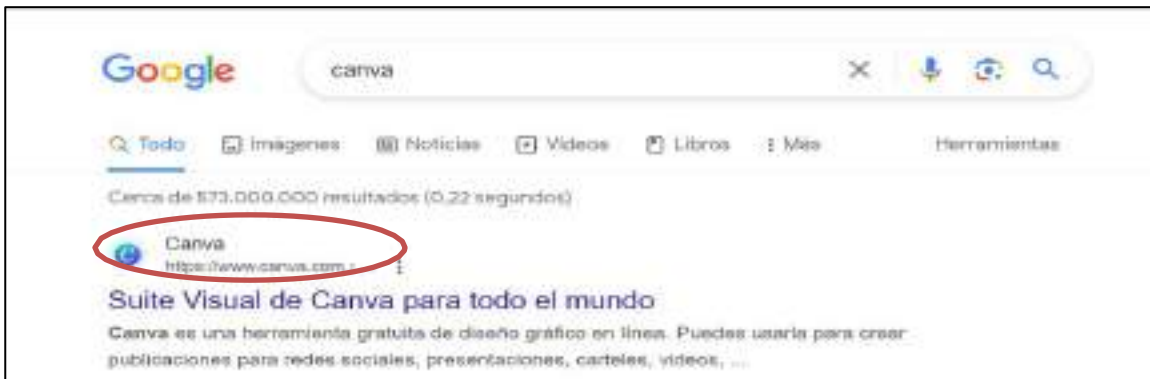 Google
canva
Todo Imágenes Noticias Videos Libros Más Herramientas
Cerca de 573.000.000 resultados (0,22 segundos)
Canva
https://www.canva.com
Suite Visual de Canva para todo el mundo
Canva es una herramienta gratuita de diseño gráfico en línea. Puedes usarla para crear
publicaciones para redes sociales, presentaciones, carteles, videos, ...